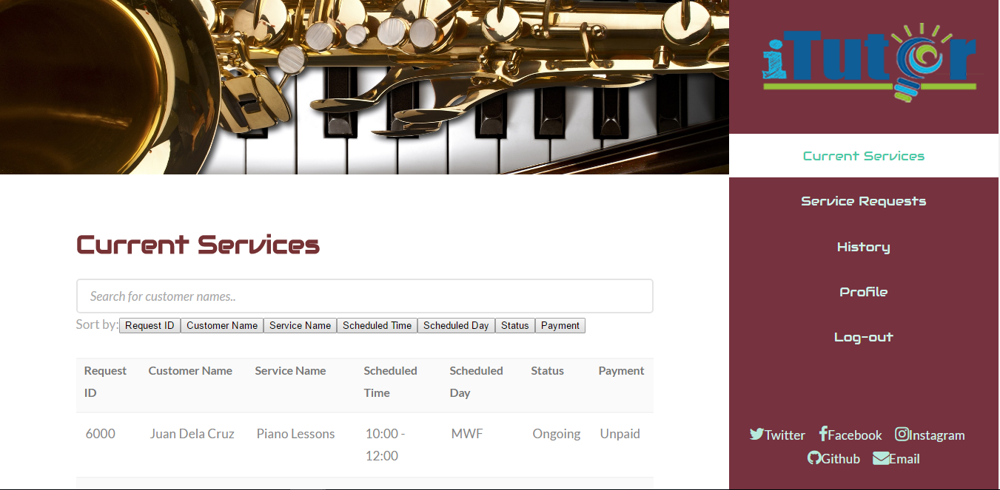 iTutor
Current Services
Service Requests
History
Profile
Log-out
Twitter Facebook Instagram
Github Email
Current Services
Search for customer names..
Sort by: Request ID Customer Name Service Name Scheduled Time Scheduled Day Status Payment
Request Customer Name Service Name Scheduled Scheduled Status Payment
ID Time Day
6000 Juan Dela Cruz Piano Lessons 10:00 - MWF Ongoing Unpaid
12:00